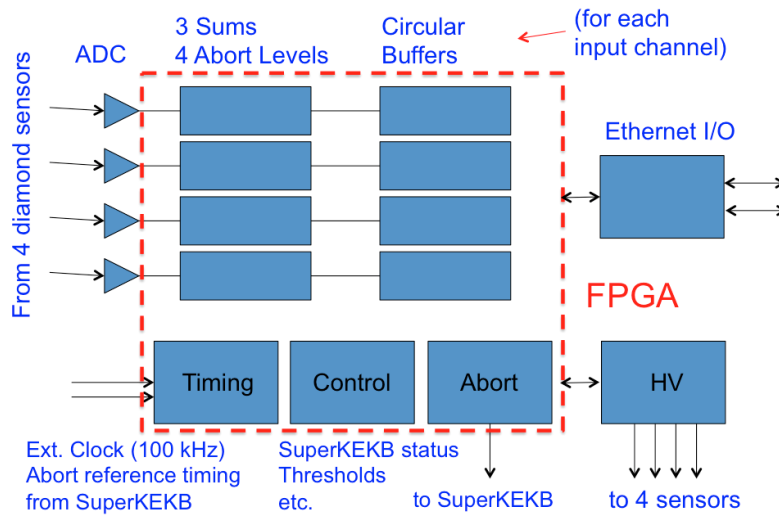 3 Sums
4 Abort Levels
Circular
Buffers
(for each
input channel)
ADC
From 4 diamond sensors
Ethernet I/O
FPGA
Timing
Control
Abort
HV
Ext. Clock (100 kHz)
Abort reference timing
from SuperKEKB
SuperKEKB status
Thresholds
etc.
to SuperKEKB
to 4 sensors